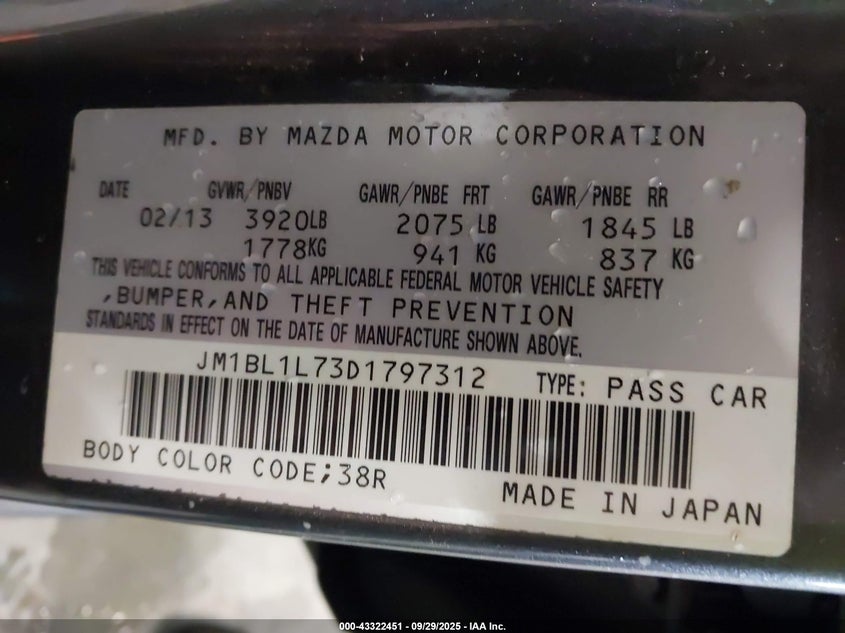 MFD. BY MAZDA MOTOR CORPORATION
DATE GVWR/PNBV GAWR/PNBE FRT GAWR/PNBE RR
02/13 3920LB 2075 LB 1845 LB
1778KG 941 KG 837 KG
THIS VEHICLE CONFORMS TO ALL APPLICABLE FEDERAL MOTOR VEHICLE SAFETY
,BUMPER,AND THEFT PREVENTION
STANDARDS IN EFFECT ON THE DATE OF MANUFACTURE SHOWN ABOVE.
JM1BL1L73D1797312 TYPE: PASS CAR
BODY COLOR CODE;38R
MADE IN JAPAN
000-43322451 - 09/29/2025 - IAA Inc.